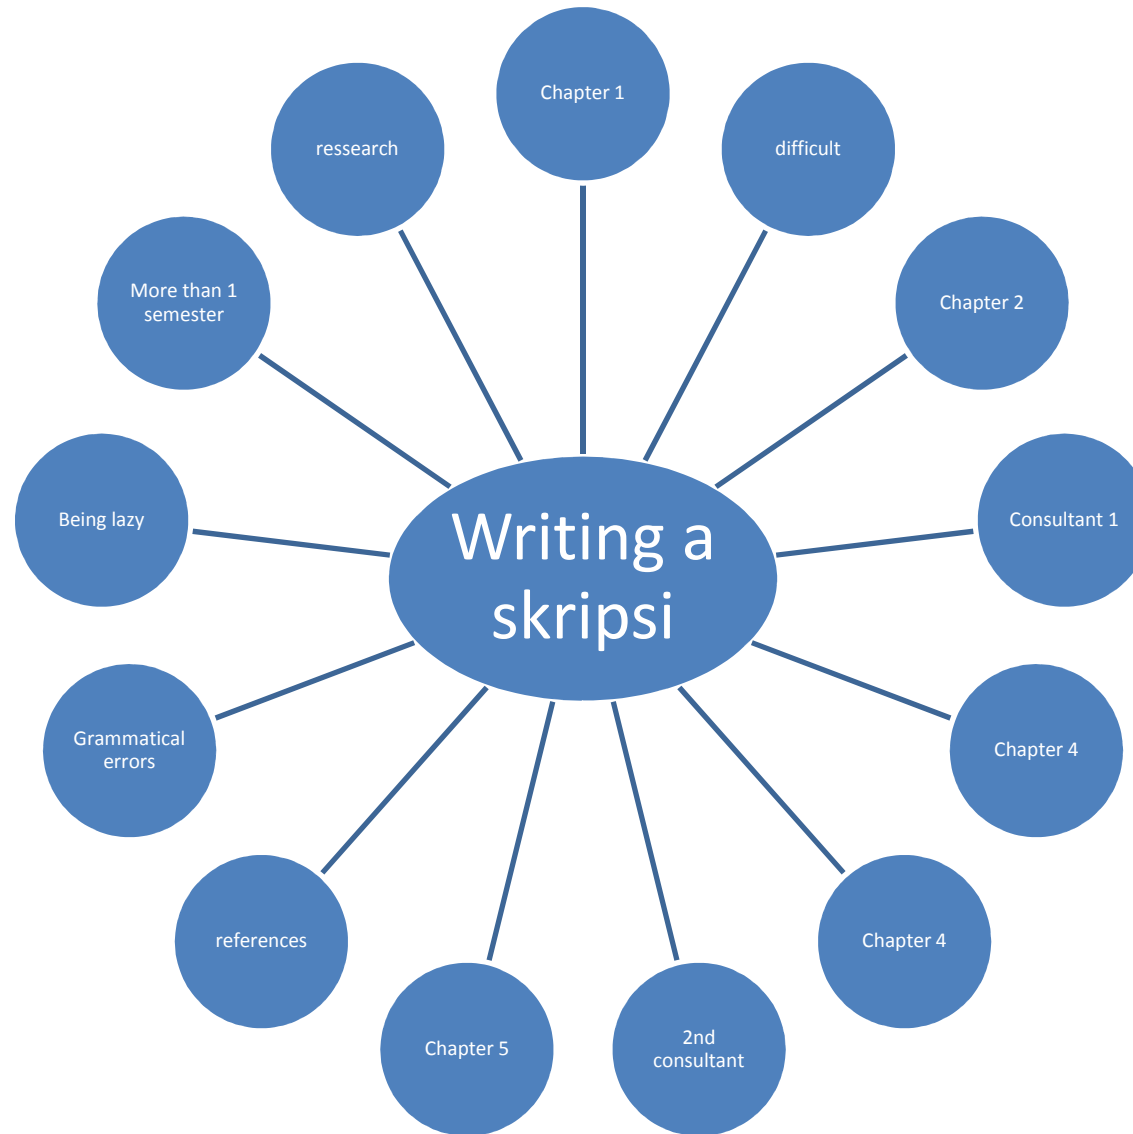 Chapter 1
difficult
Chapter 2
Consultant 1
Chapter 4
Chapter 4
2nd
consultant
Chapter 5
references
Grammatical
errors
Being lazy
More than 1
semester
ressearch
Writing a
skripsi